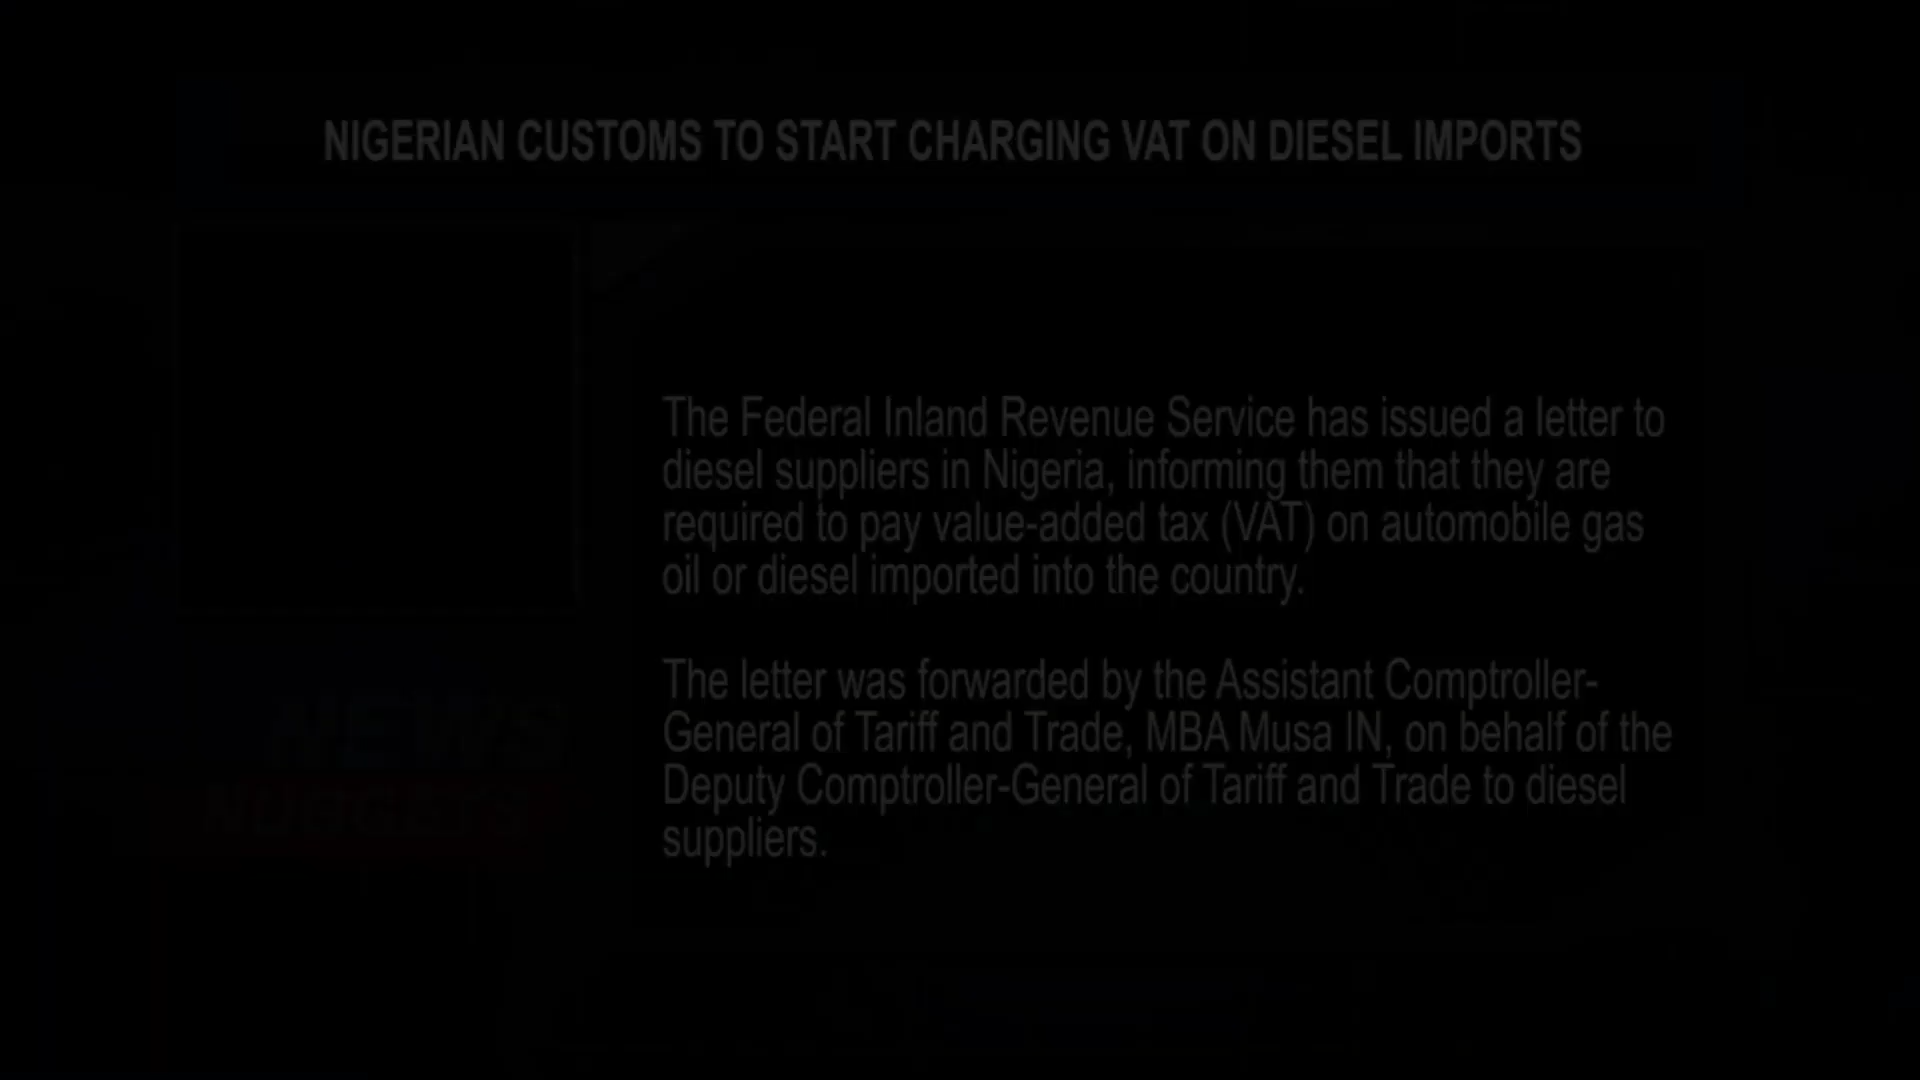 NIGERIAN CUSTOMS TO START CHARGING VAT ON DIESEL IMPORTS
The Federal Inland Revenue Service has issued a letter to
diesel suppliers in Nigeria, informing them that they are
required to pay value-added tax (VAT) on automobile gas
oil or diesel imported into the country.
The letter was forwarded by the Assistant Comptroller-
General of Tariff and Trade, MBA Musa IN, on behalf of the
Deputy Comptroller-General of Tariff and Trade to diesel
suppliers.
NEWS
NUGGETS